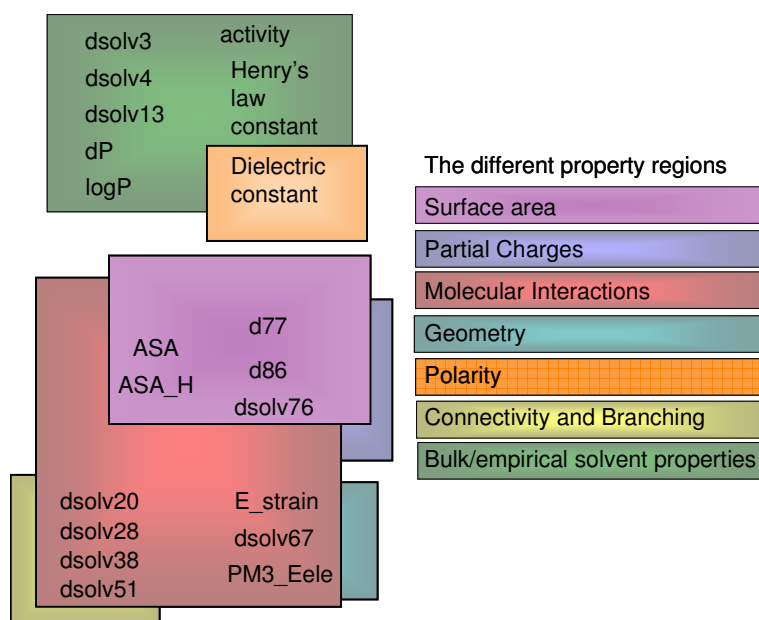 dsolv3
dsolv4
dsolv13
dP
logP
activity
Henry's
law
constant
Dielectric
constant
ASA
ASA_H
d77
d86
dsolv76
dsolv20
dsolv28
dsolv38
dsolv51
E_strain
dsolv67
PM3_Eele
The different property regions
Surface area
Partial Charges
Molecular Interactions
Geometry
Polarity
Connectivity and Branching
Bulk/empirical solvent properties